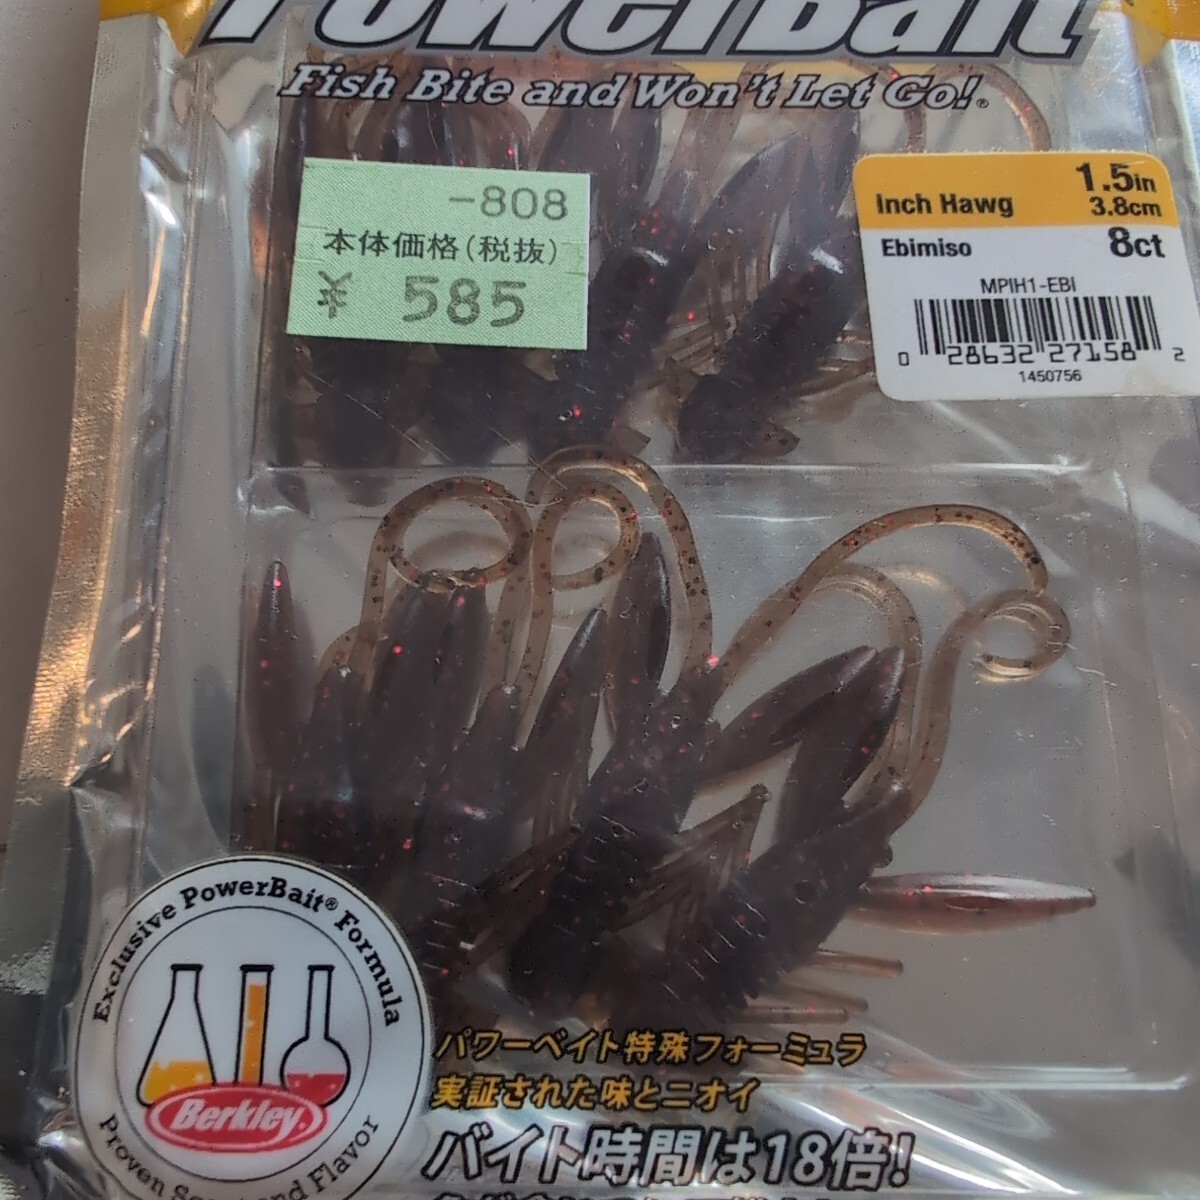 PowerBait
Fish Bite and Won't Let Go!®
-808
本体価格(税抜)
¥ 585
1.5in
Inch Hawg 3.8cm
Ebimiso 8ct
MPIH1-EBI
0 28632 27158 2
1450756
Exclusive PowerBait® Formula
Berkley
Proven Scent and Flavor
パワーベイト特殊フォーミュラ
実証された味とニオイ
バイト時間は18倍!